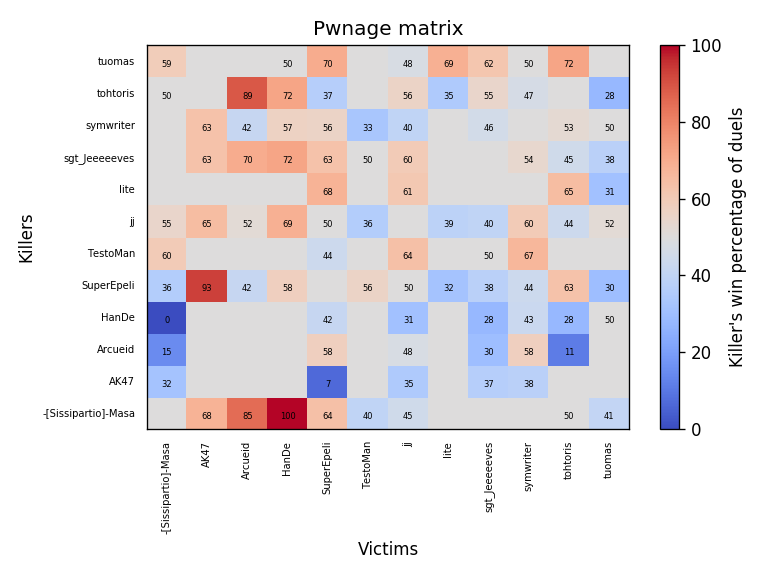 Pwnage matrix
tuomas 59 50 70 48 69 62 50 72
tohtoris 50 89 72 37 56 35 55 47 28
symwriter 63 42 57 56 33 40 46 53 50
sgt_Jeeeeeves 63 70 72 63 50 60 54 45 38
lite 68 61 65 31
jj 55 65 52 69 50 36 39 40 60 44 52
TestoMan 60 44 64 50 67
SuperEpeli 36 93 42 58 56 50 32 38 44 63 30
HanDe 0 42 31 28 43 28 50
Arcueid 15 58 48 30 58 11
AK47 32 7 35 37 38
-[Sissipartio]-Masa 68 85 100 64 40 45 50 41
Killers
-[Sissipartio]-Masa
AK47
Arcueid
HanDe
SuperEpeli
TestoMan
jj
lite
sgt_Jeeeeeves
symwriter
tohtoris
tuomas
Victims
100
80
60
40
20
0
Killer's win percentage of duels